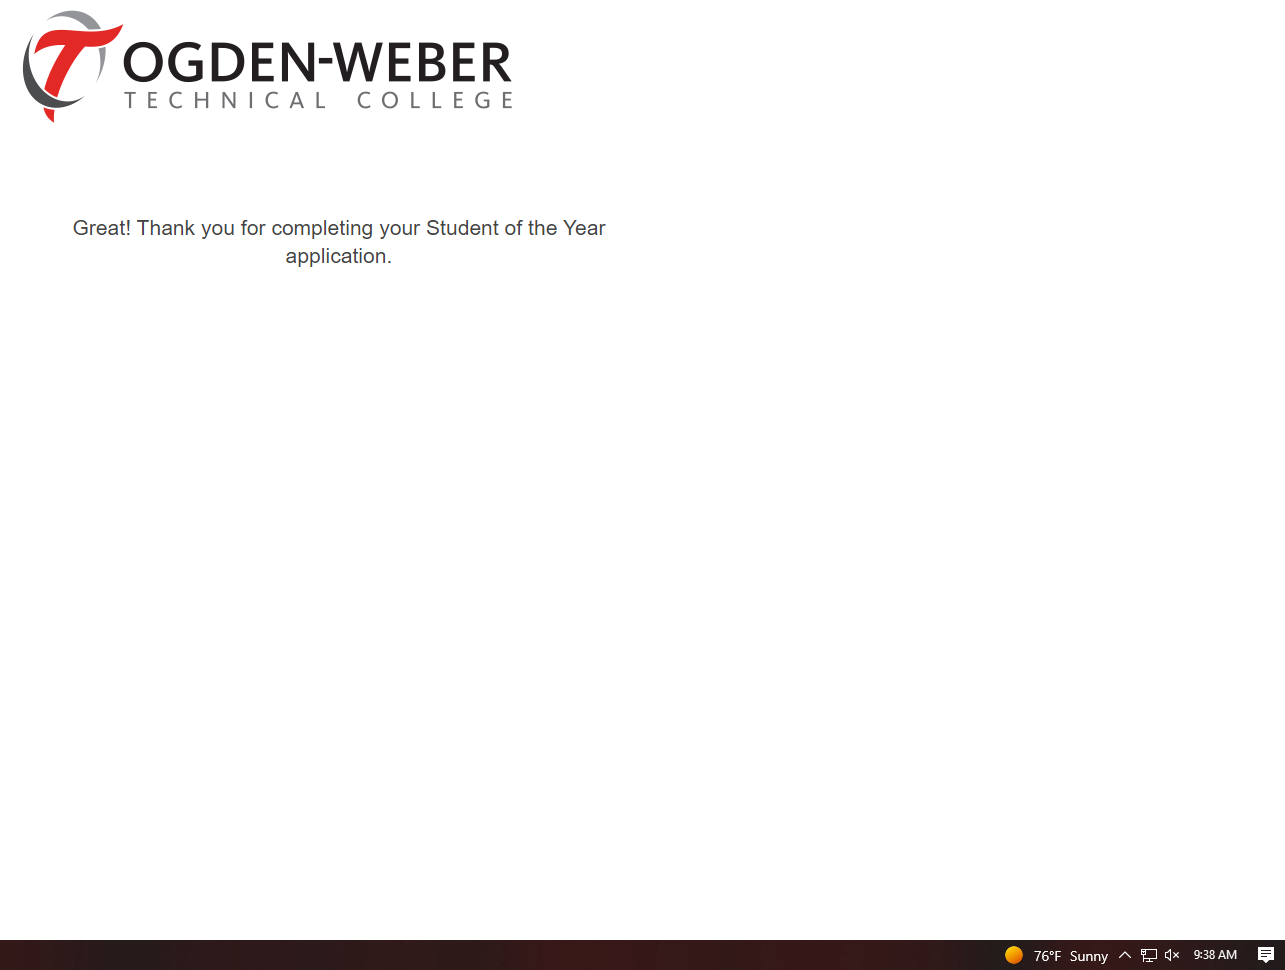 OGDEN-WEBER
TECHNICAL COLLEGE
Great! Thank you for completing your Student of the Year
application.
76°F Sunny 9:38 AM